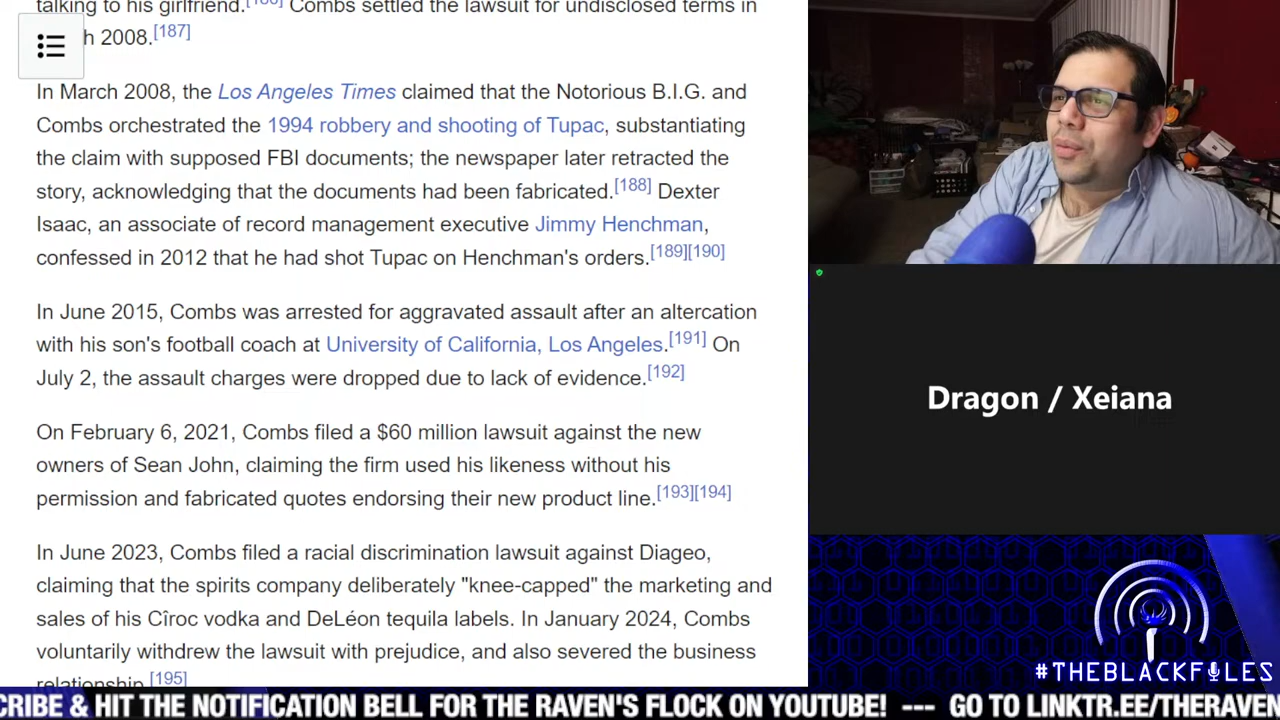 talking to his girlfriend.[186] Combs settled the lawsuit for undisclosed terms in
h 2008.[187]
In March 2008, the Los Angeles Times claimed that the Notorious B.I.G. and
Combs orchestrated the 1994 robbery and shooting of Tupac, substantiating
the claim with supposed FBI documents; the newspaper later retracted the
story, acknowledging that the documents had been fabricated.[188] Dexter
Isaac, an associate of record management executive Jimmy Henchman,
confessed in 2012 that he had shot Tupac on Henchman's orders.[189][190]
In June 2015, Combs was arrested for aggravated assault after an altercation
with his son's football coach at University of California, Los Angeles.[191] On
July 2, the assault charges were dropped due to lack of evidence.[192]
On February 6, 2021, Combs filed a $60 million lawsuit against the new
owners of Sean John, claiming the firm used his likeness without his
permission and fabricated quotes endorsing their new product line.[193][194]
In June 2023, Combs filed a racial discrimination lawsuit against Diageo,
claiming that the spirits company deliberately "knee-capped" the marketing and
sales of his Cîroc vodka and DeLéon tequila labels. In January 2024, Combs
voluntarily withdrew the lawsuit with prejudice, and also severed the business
relationship.[195]
Dragon / Xeiana
#THEBLACKFILES
CRIBE & HIT THE NOTIFICATION BELL FOR THE RAVEN'S FLOCK ON YOUTUBE! --- GO TO LINKTR.EE/THERAVEN